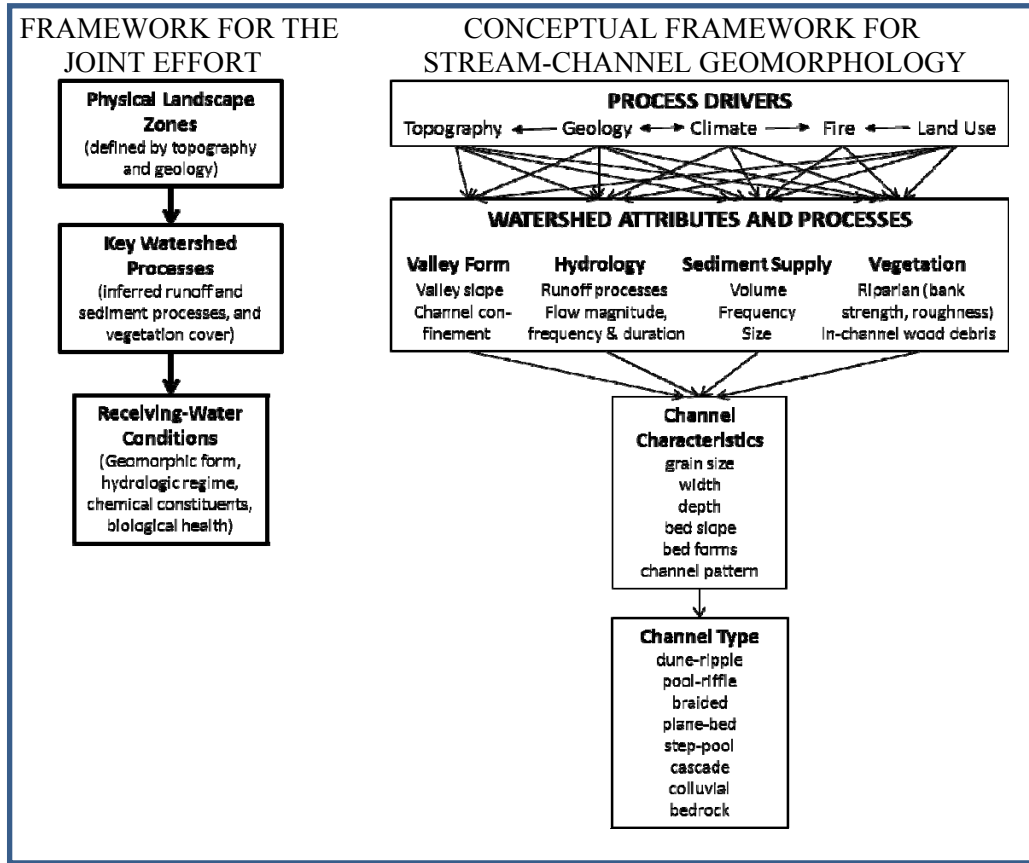 FRAMEWORK FOR THE
JOINT EFFORT
Physical Landscape
Zones
(defined by topography
and geology)
Key Watershed
Processes
(inferred runoff and
sediment processes, and
vegetation cover)
Receiving-Water
Conditions
(Geomorphic form,
hydrologic regime,
chemical constituents,
biological health)
CONCEPTUAL FRAMEWORK FOR
STREAM-CHANNEL GEOMORPHOLOGY
PROCESS DRIVERS
Topography Geology Climate Fire Land Use
WATERSHED ATTRIBUTES AND PROCESSES
Valley Form
Valley slope
Channel con-
finement
Hydrology
Runoff processes
Flow magnitude,
frequency & duration
Sediment Supply
Volume
Frequency
Size
Vegetation
Riparian (bank
strength, roughness)
In-channel wood debris
Channel
Characteristics
grain size
width
depth
bed slope
bed forms
channel pattern
Channel Type
dune-ripple
pool-riffle
braided
plane-bed
step-pool
cascade
colluvial
bedrock